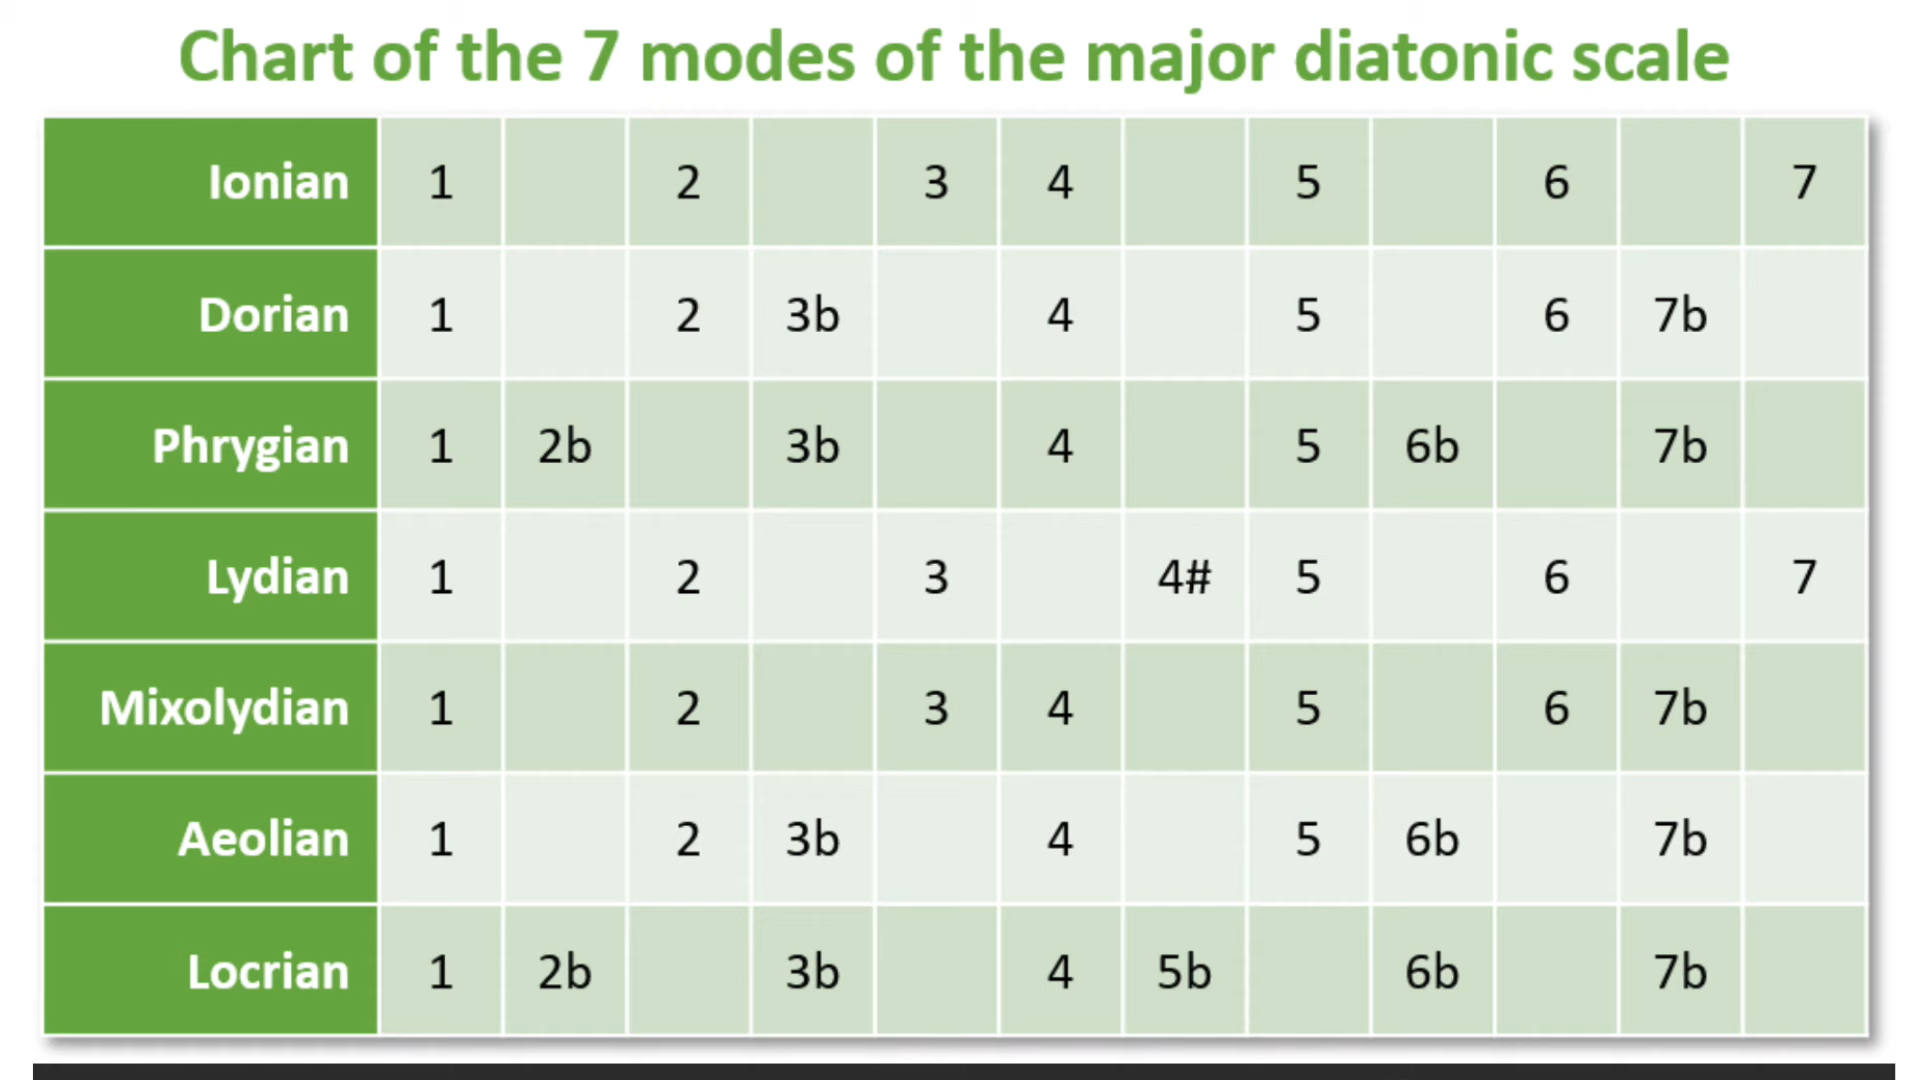 Chart of the 7 modes of the major diatonic scale
Ionian 1 2 3 4 5 6 7
Dorian 1 2 3b 4 5 6 7b
Phrygian 1 2b 3b 4 5 6b 7b
Lydian 1 2 3 4# 5 6 7
Mixolydian 1 2 3 4 5 6 7b
Aeolian 1 2 3b 4 5 6b 7b
Locrian 1 2b 3b 4 5b 6b 7b